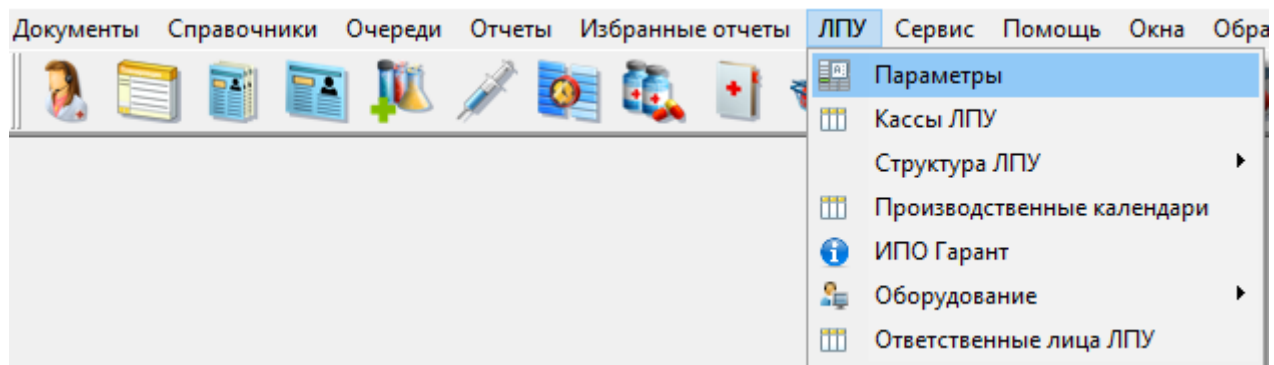 Документы Справочники Очереди Отчеты Избранные отчеты ЛПУ Сервис Помощь Окна Обра
Параметры
Кассы ЛПУ
Структура ЛПУ
Производственные календари
ИПО Гарант
Оборудование
Ответственные лица ЛПУ